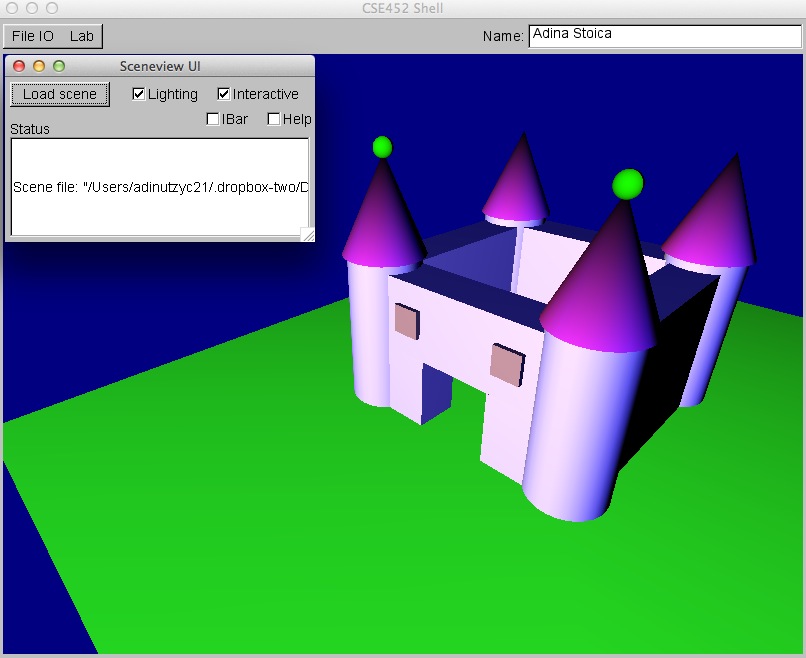 CSE452 Shell
File IO Lab
Name: Adina Stoica
Sceneview UI
Load scene Lighting Interactive
IBar Help
Status
Scene file: "/Users/adinutzyc21/.dropbox-two/D